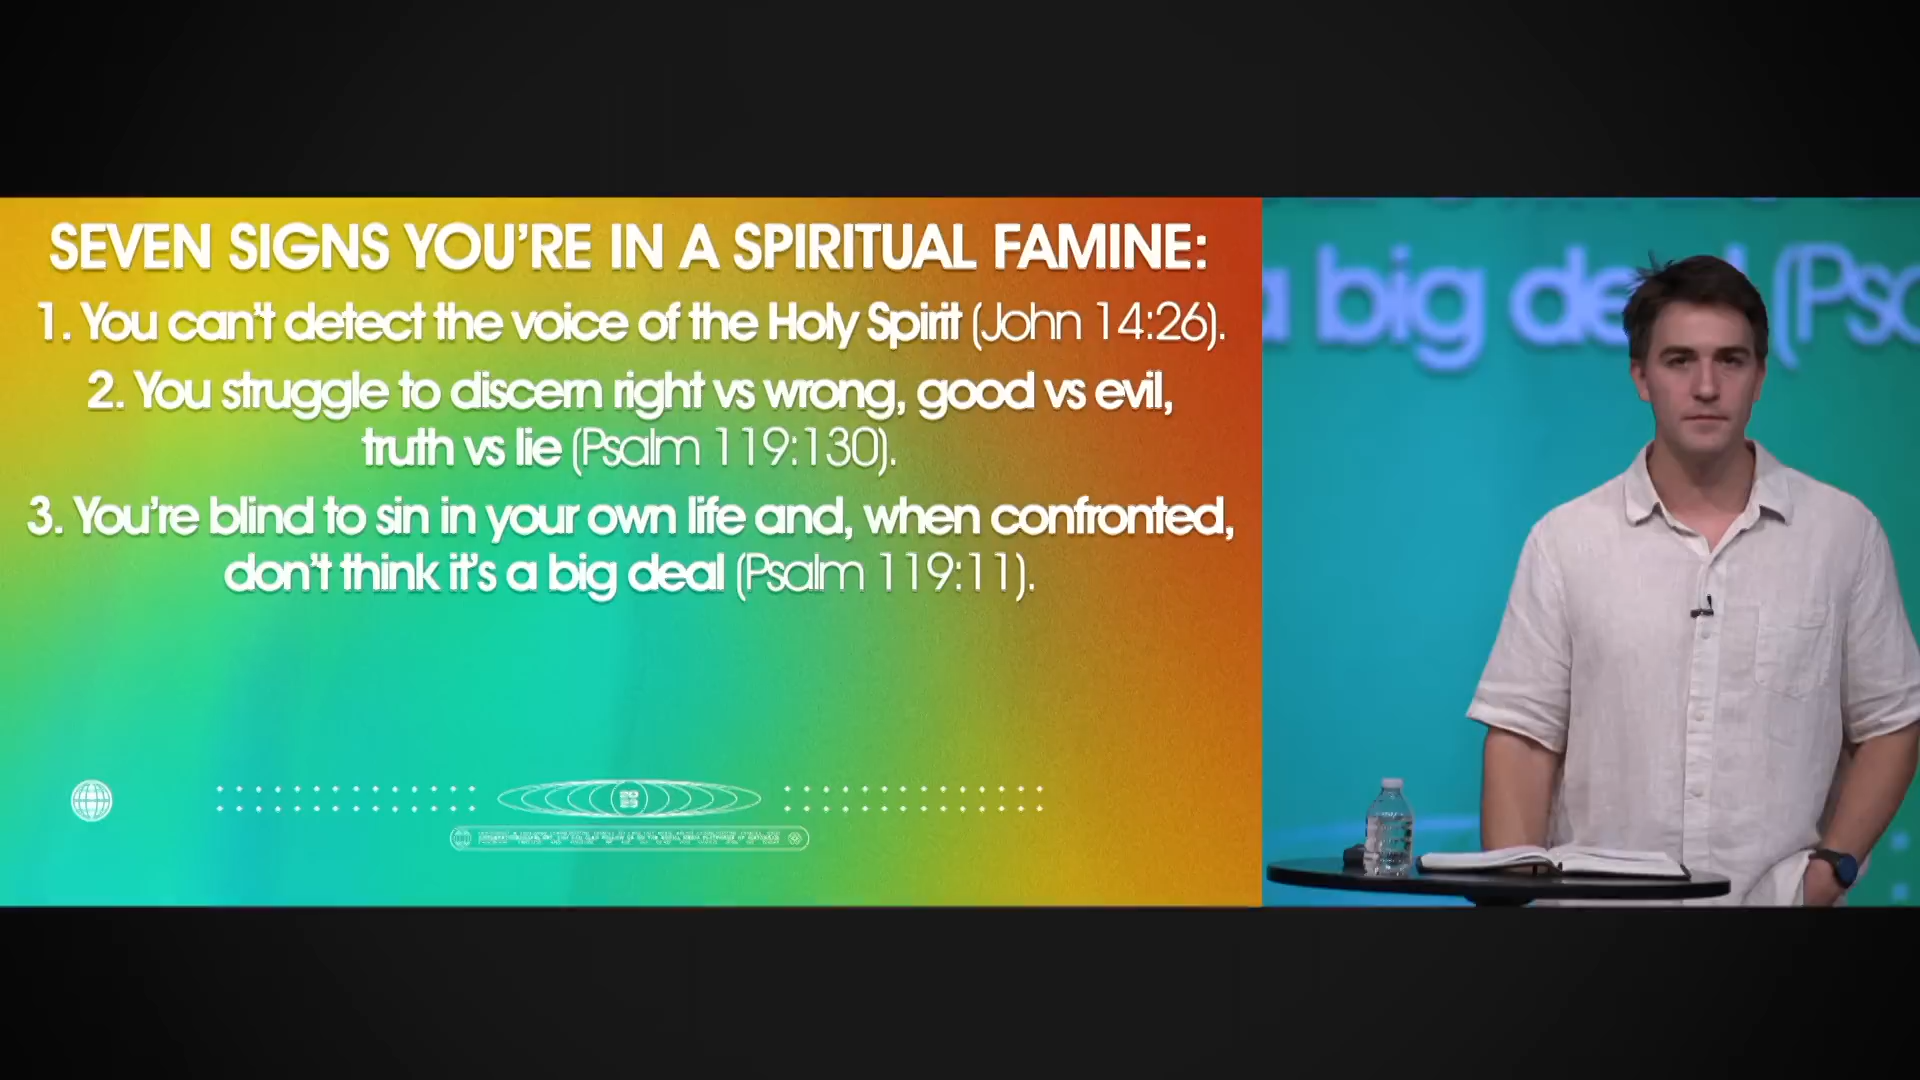 SEVEN SIGNS YOU'RE IN A SPIRITUAL FAMINE:
1. You can't detect the voice of the Holy Spirit (John 14:26).
2. You struggle to discern right vs wrong, good vs evil,
truth vs lie (Psalm 119:130).
3. You're blind to sin in your own life and, when confronted,
don't think it's a big deal (Psalm 119:11).
a big de (Psa